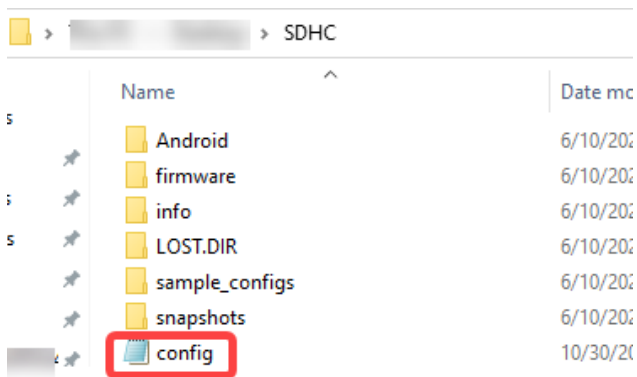 SDHC
Name Date mo
s
Android 6/10/202
firmware 6/10/202
s info 6/10/202
s LOST.DIR 6/10/202
sample_configs 6/10/202
snapshots 6/10/202
config 10/30/20